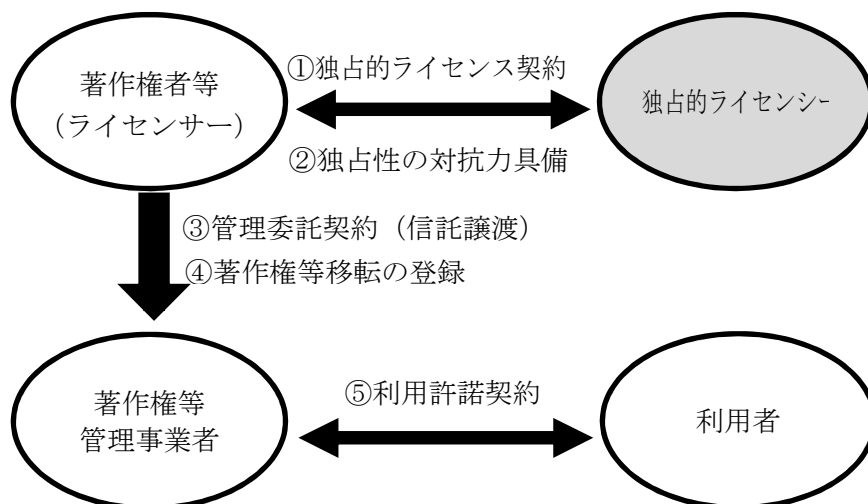 著作権者等
（ライセンサー）
①独占的ライセンス契約
②独占性の対抗力具備
独占的ライセンシー
③管理委託契約（信託譲渡）
④著作権等移転の登録
著作権等
管理事業者
⑤利用許諾契約
利用者